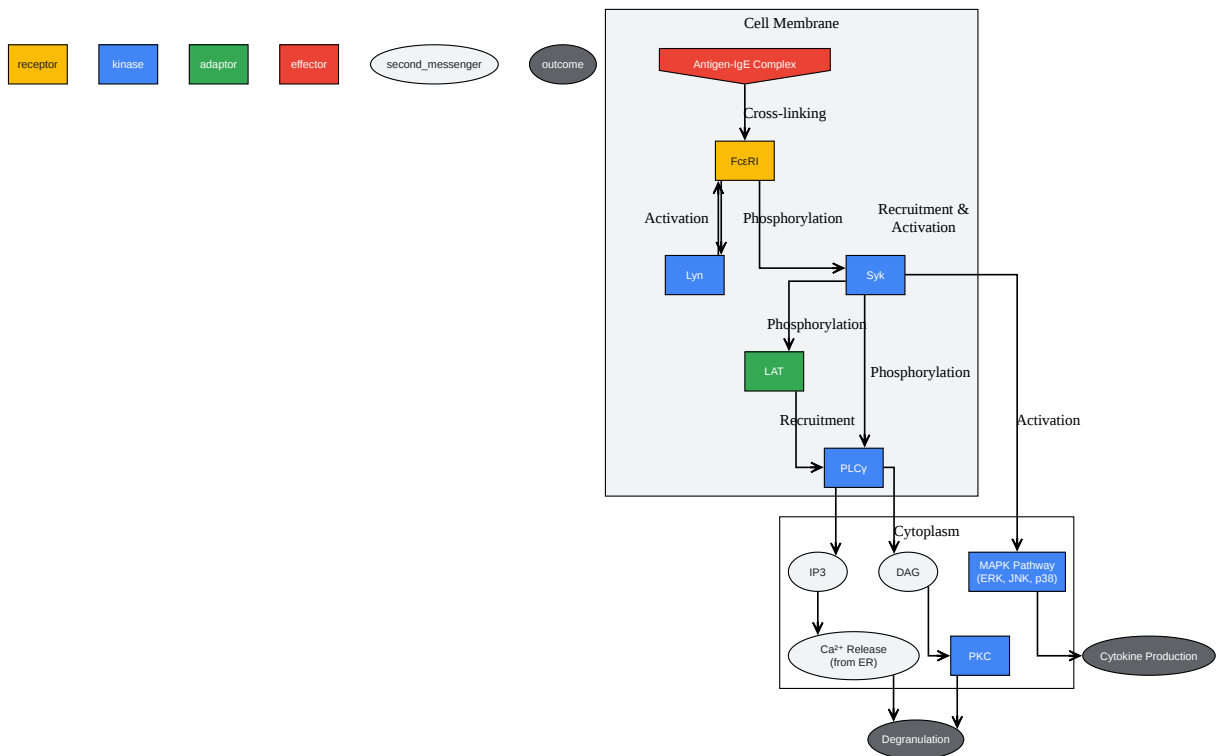 Cell Membrane
receptor
kinase
adaptor
effector
second_messenger
outcome
Antigen-IgE Complex
Cross-linking
FcεRI
Activation
Phosphorylation
Recruitment &
Activation
Lyn
Syk
Phosphorylation
LAT
Phosphorylation
Recruitment
Activation
PLCγ
Cytoplasm
IP3
DAG
MAPK Pathway
(ERK, JNK, p38)
Ca²⁺ Release
(from ER)
PKC
Cytokine Production
Degranulation